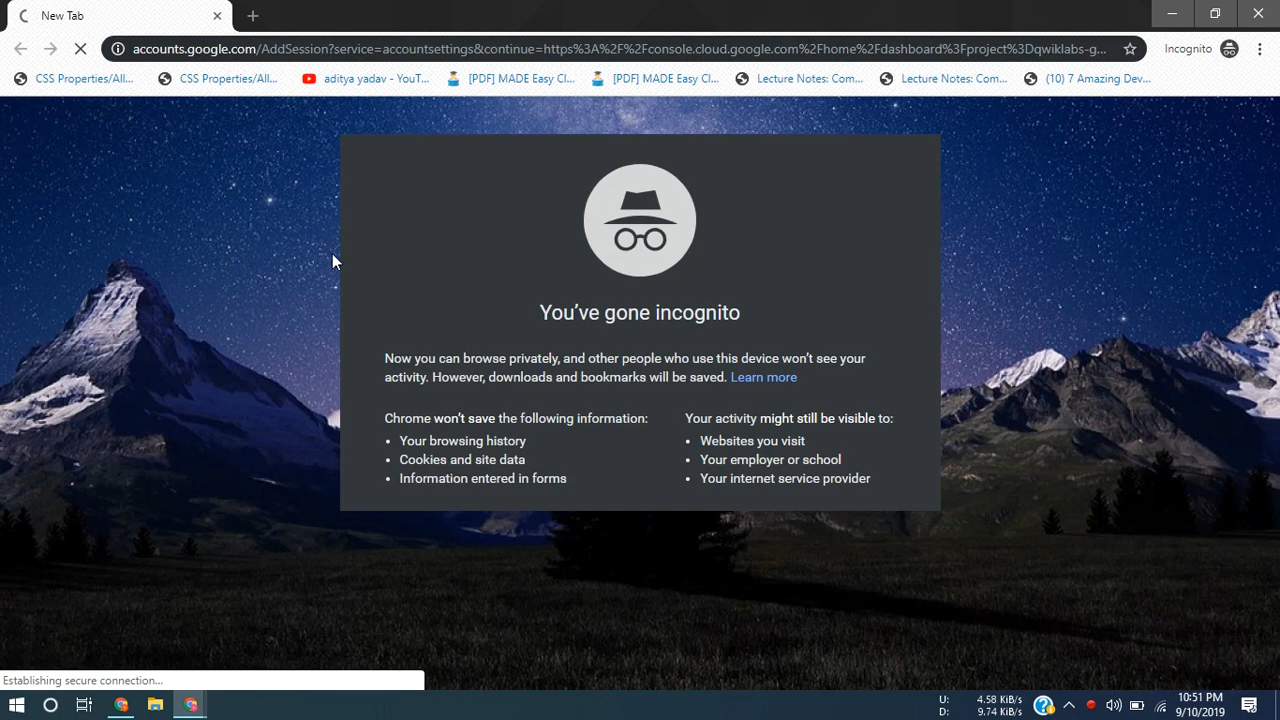 New Tab
accounts.google.com/AddSession?service=accountsettings&continue=https%3A%2F%2Fconsole.cloud.google.com%2Fhome%2Fdashboard%3Fproject%3Dqwiklabs-g...
Incognito
CSS Properties/All...
CSS Properties/All...
aditya yadav - YouT...
[PDF] MADE Easy Cl...
[PDF] MADE Easy Cl...
Lecture Notes: Com...
Lecture Notes: Com...
(10) 7 Amazing Dev...
You've gone incognito
Now you can browse privately, and other people who use this device won't see your
activity. However, downloads and bookmarks will be saved. Learn more
Chrome won't save the following information:
• Your browsing history
• Cookies and site data
• Information entered in forms
Your activity might still be visible to:
• Websites you visit
• Your employer or school
• Your internet service provider
Establishing secure connection...
U: 4.58 KiB/s
D: 9.74 KiB/s
10:51 PM
9/10/2019